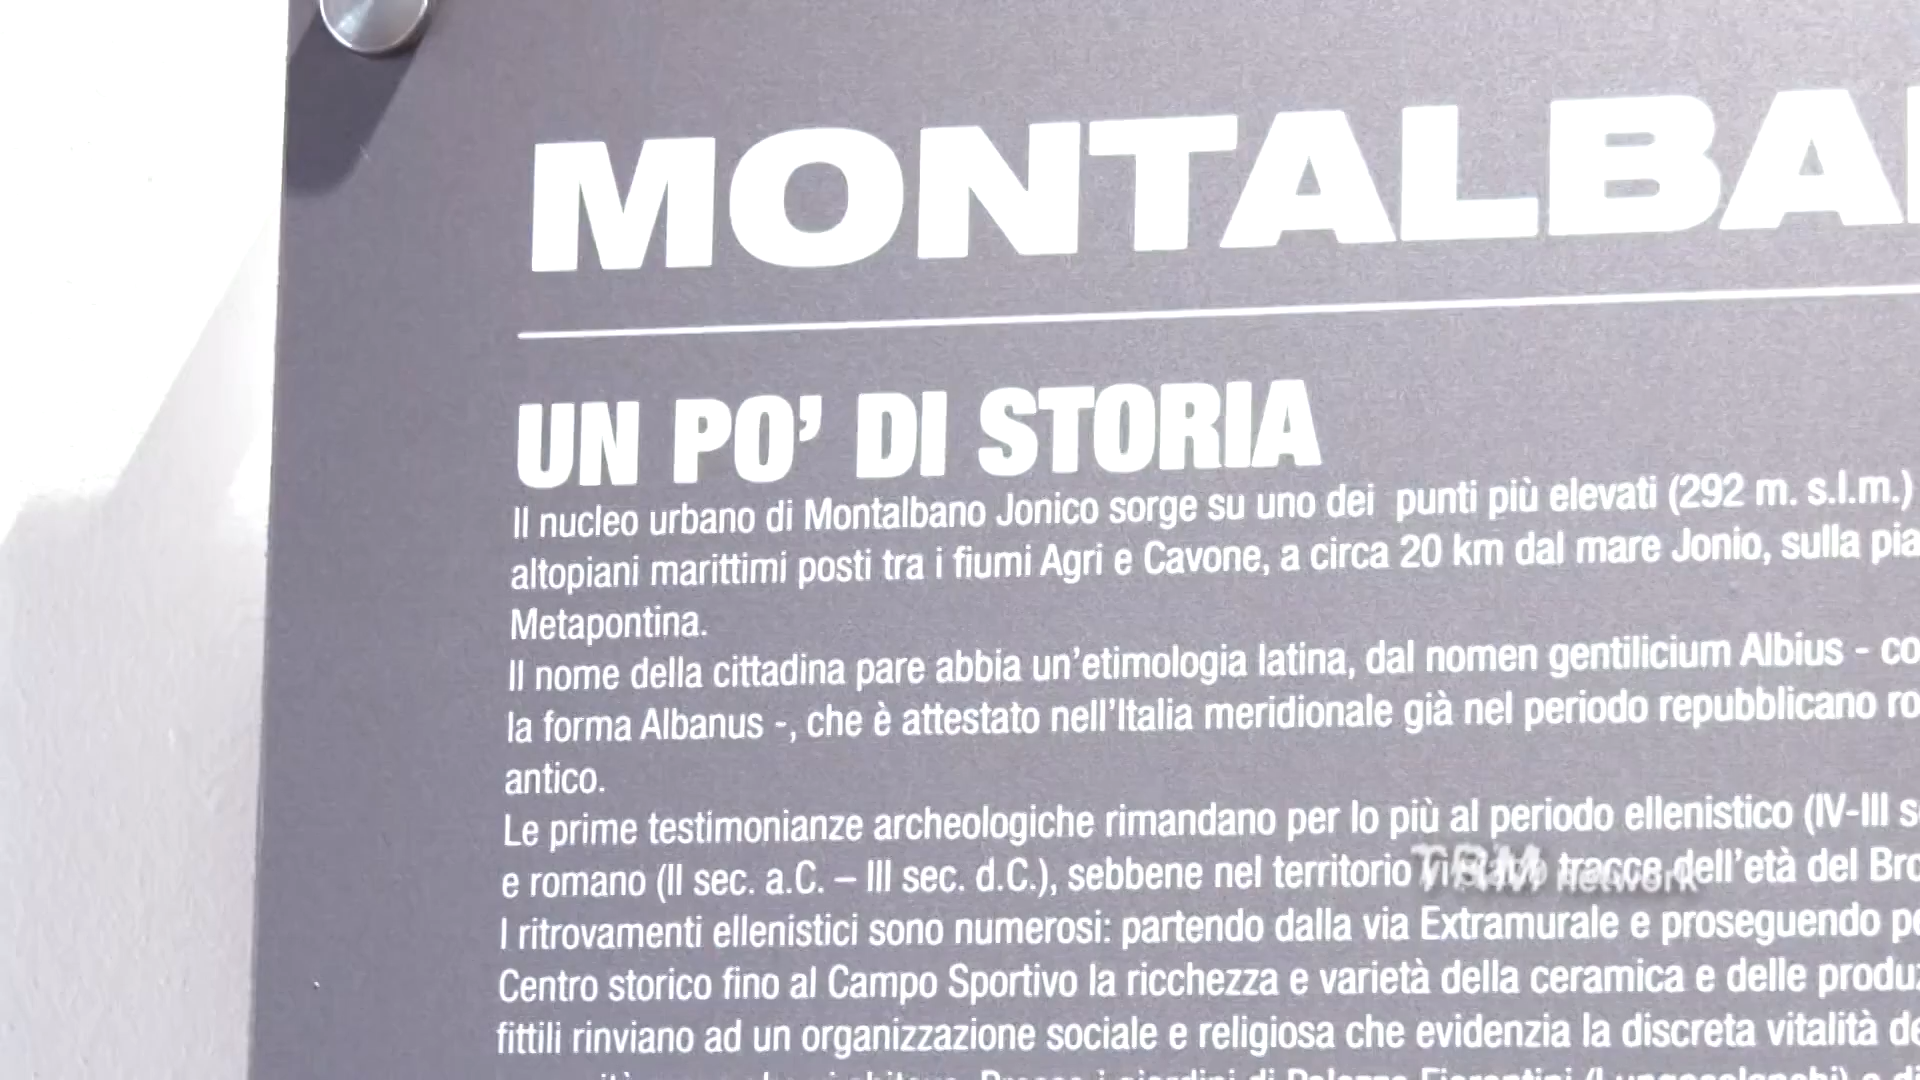 MONTALBA
UN PO' DI STORIA
Il nucleo urbano di Montalbano Jonico sorge su uno dei punti più elevati (292 m. s.l.m.)
altopiani marittimi posti tra i fiumi Agri e Cavone, a circa 20 km dal mare Jonio, sulla
Metapontina.
Il nome della cittadina pare abbia un'etimologia latina, dal nomen gentilicium Albius -
la forma Albanus -, che è attestato nell'Italia meridionale già nel periodo repubblicano
antico.
Le prime testimonianze archeologiche rimandano per lo più al periodo ellenistico (IV-III
e romano (II sec. a.C. – III sec. d.C.), sebbene nel territorio tracce dell'età del
TRM network
I ritrovamenti ellenistici sono numerosi: partendo dalla via Extramurale e proseguendo
Centro storico fino al Campo Sportivo la ricchezza e varietà della ceramica e delle
fittili rinviano ad un organizzazione sociale e religiosa che evidenzia la discreta vitalità